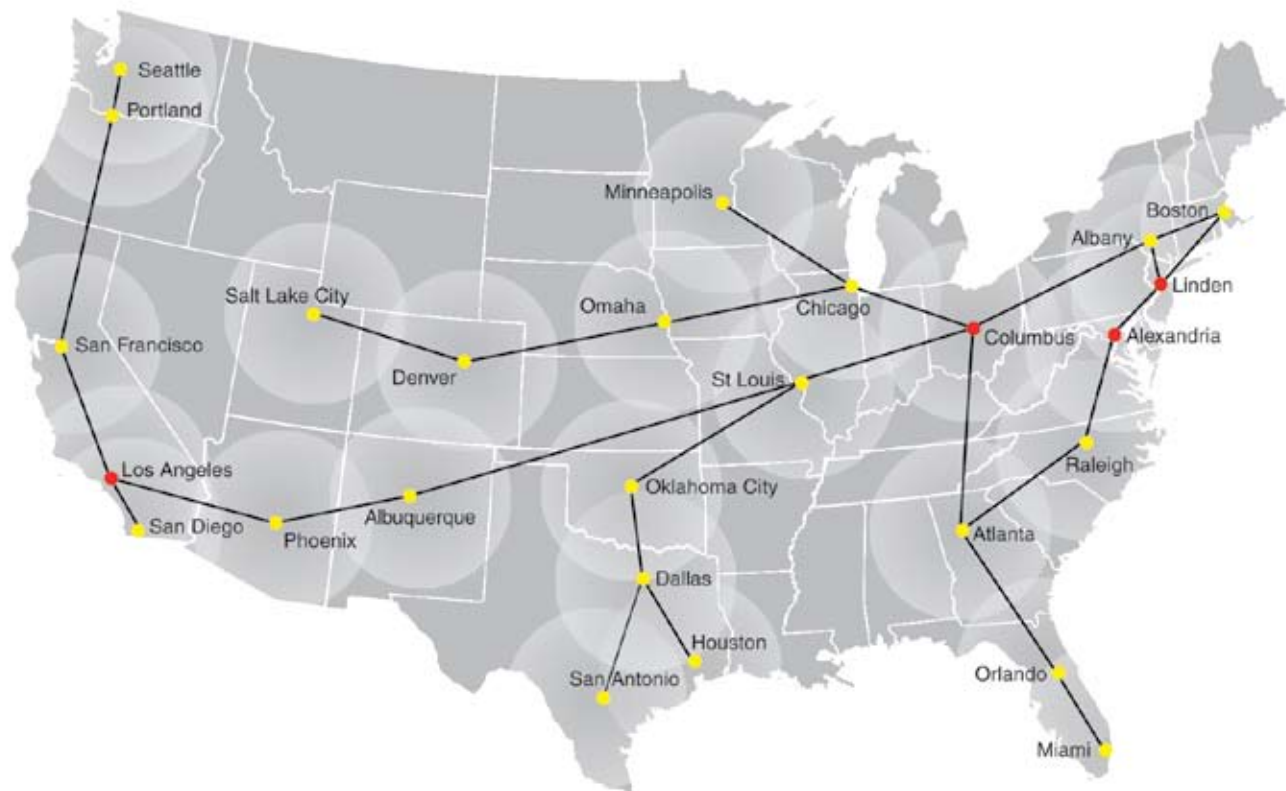 Seattle
Portland
Minneapolis
Boston
Albany
Salt Lake City
Omaha
Chicago
Linden
San Francisco
Denver
Columbus
Alexandria
St Louis
Los Angeles
Raleigh
Oklahoma City
Albuquerque
San Diego
Phoenix
Atlanta
Dallas
Houston
San Antonio
Orlando
Miami